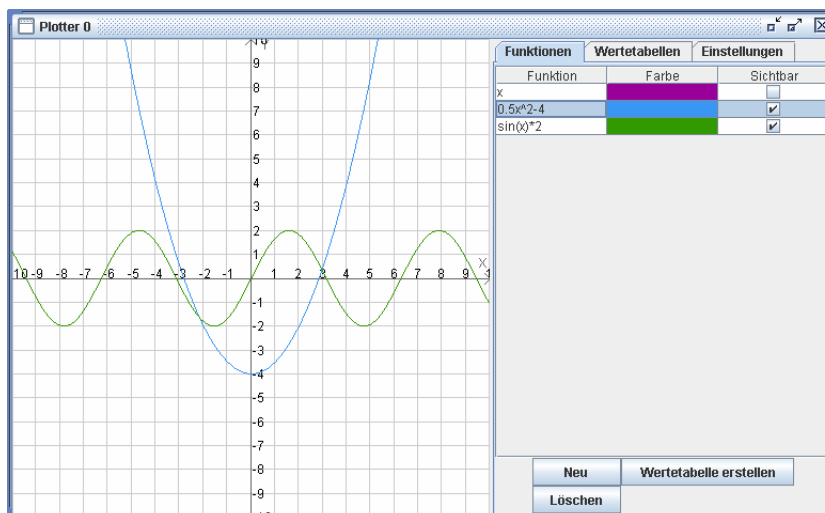 Plotter 0
Funktionen Wertetabellen Einstellungen
Funktion Farbe Sichtbar
x
0.5x^2-4
sin(x)*2
Neu Wertetabelle erstellen
Löschen
10
9
8
7
6
5
4
3
2
1
X
10 -9 -8 -7 -6 -5 -4 -3 -2 -1 1 2 3 4 5 6 7 8 9 1
-1
-2
-3
-4
-5
-6
-7
-8
-9